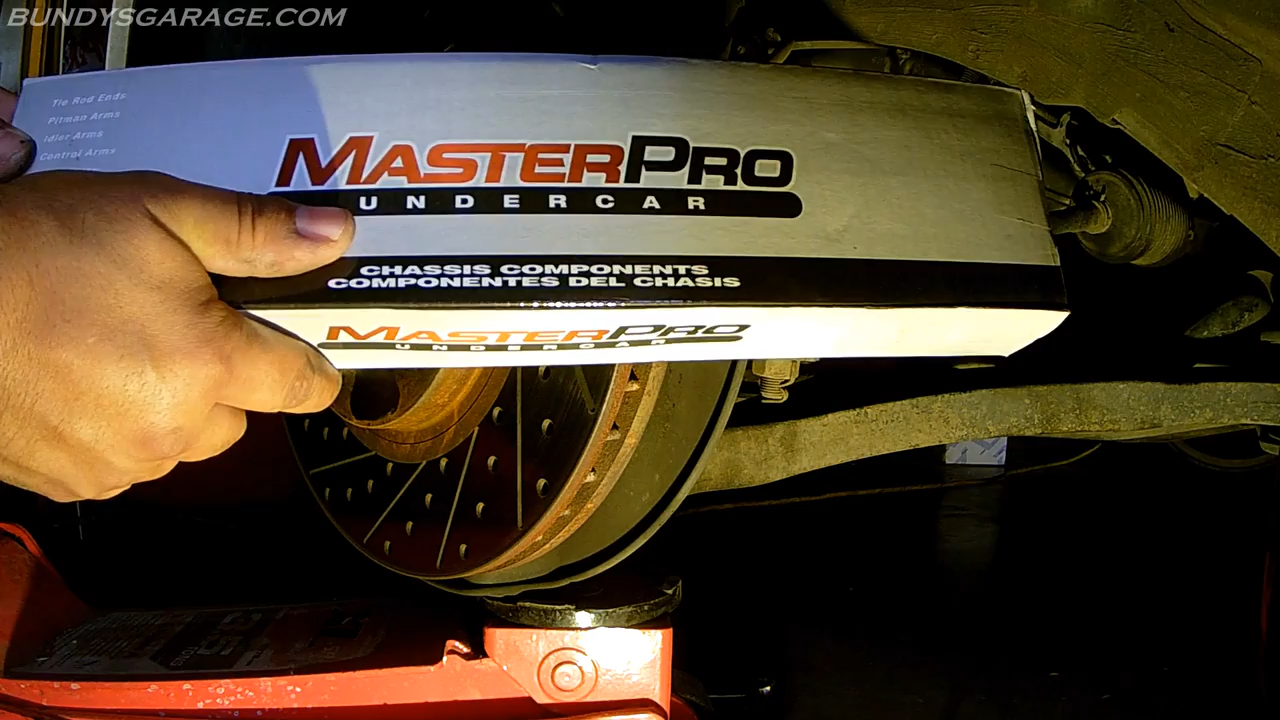 BUNDYSGARAGE.COM
Tie Rod Ends
Pitman Arms
Idler Arms
Control Arms
MASTERPRO
UNDERCAR
CHASSIS COMPONENTS
COMPONENTES DEL CHASIS
MASTERPRO
UNDERCAR